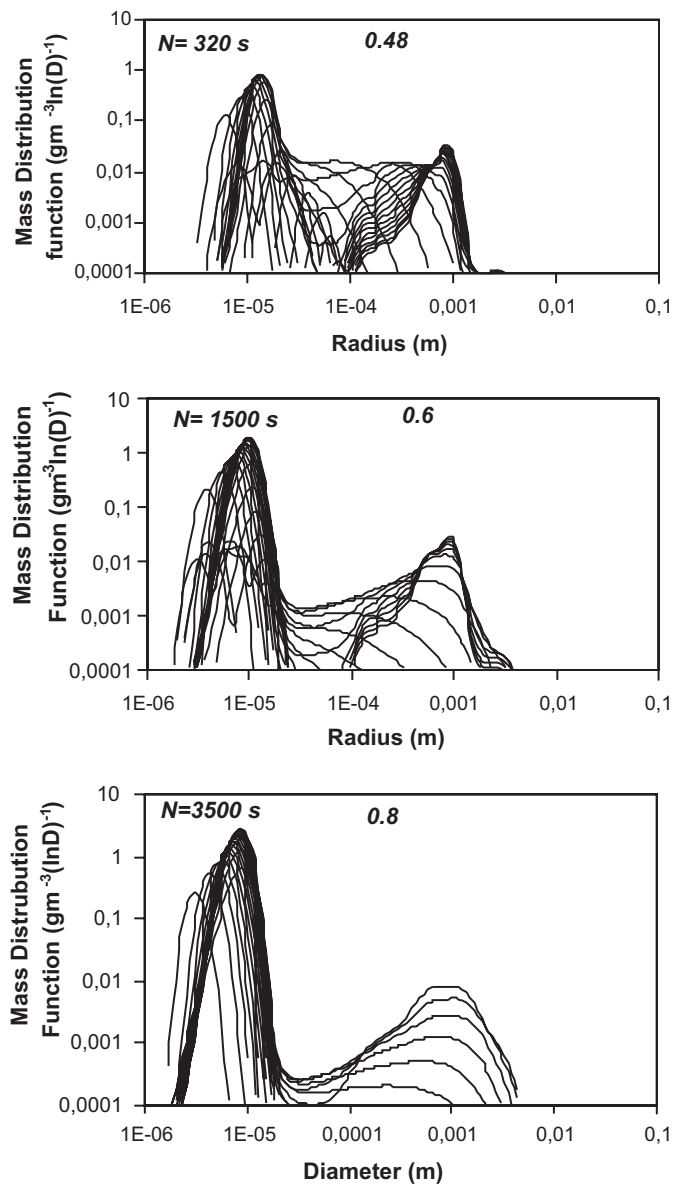 Mass Distribution
function (gm⁻³ln(D)⁻¹)
10
1
0,1
0,01
0,001
0,0001
N= 320 s
0.48
1E-06 1E-05 1E-04 0,001 0,01 0,1
Radius (m)
Mass Distribution
Function (gm⁻³ln(D)⁻¹)
10
1
0,1
0,01
0,001
0,0001
N= 1500 s
0.6
1E-06 1E-05 1E-04 0,001 0,01 0,1
Radius (m)
Mass Distrubution
Function (gm⁻³(lnD)⁻¹)
10
1
0,1
0,01
0,001
0,0001
N=3500 s
0.8
1E-06 1E-05 0,0001 0,001 0,01 0,1
Diameter (m)